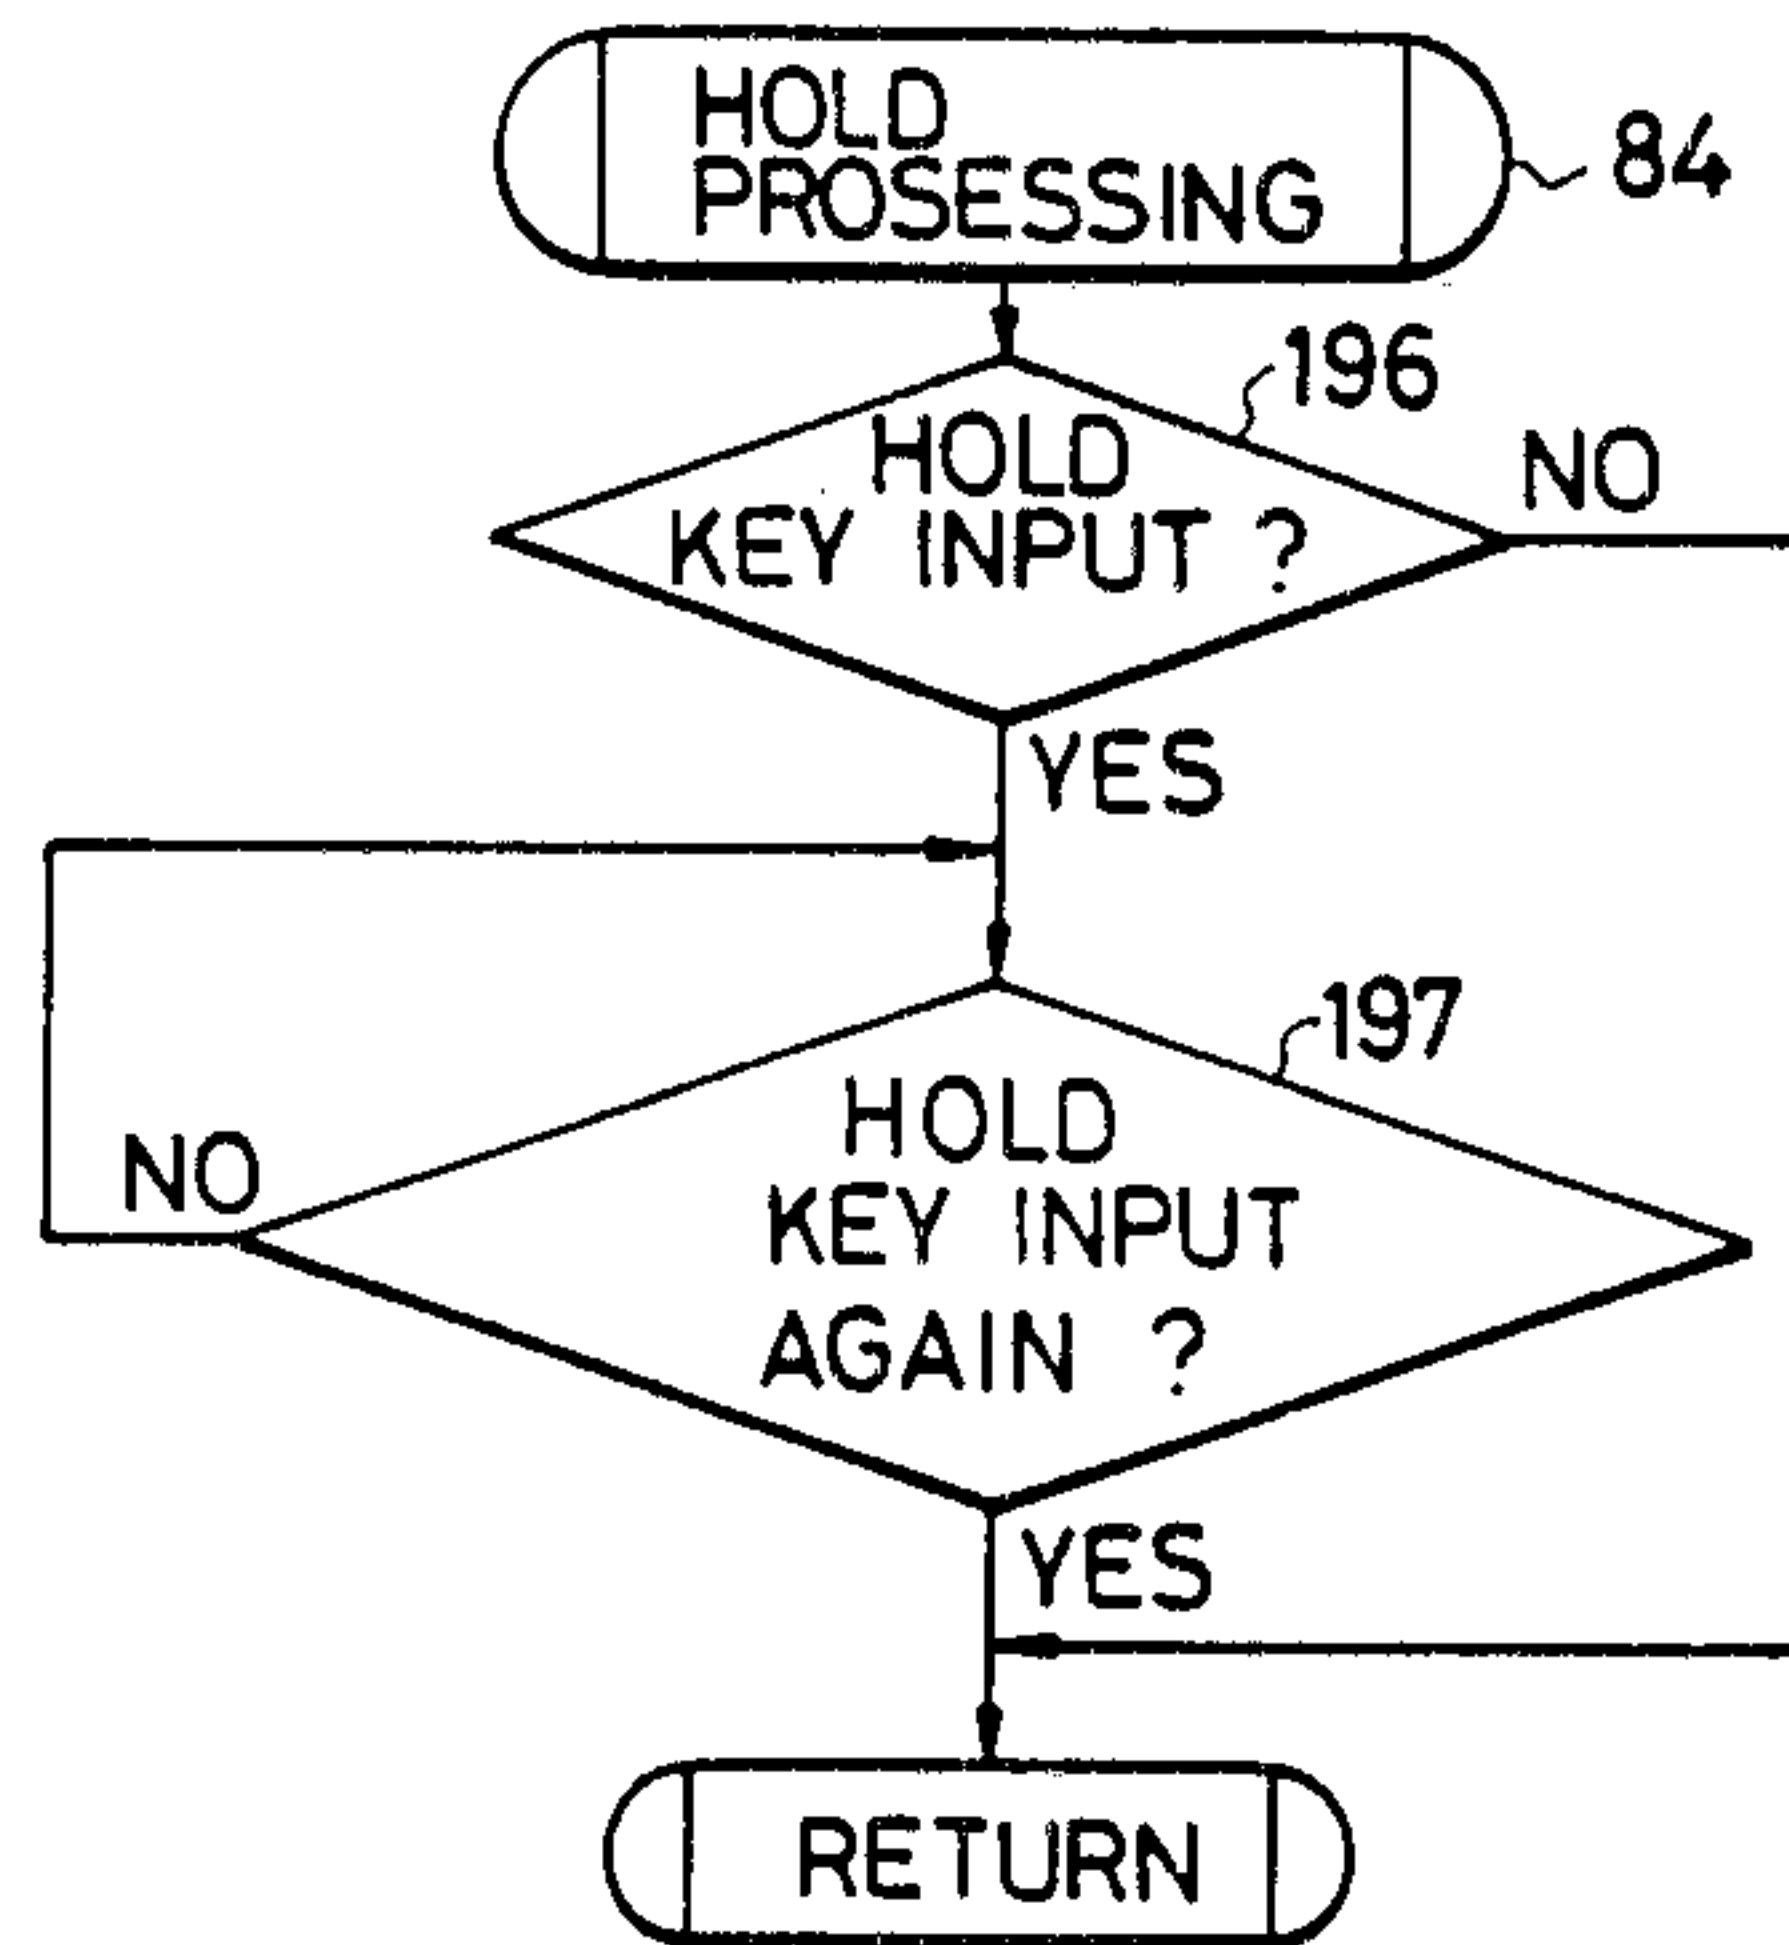 HOLD
PROSESSING
84
196
HOLD
KEY INPUT ?
NO
YES
197
HOLD
KEY INPUT
AGAIN ?
NO
YES
RETURN